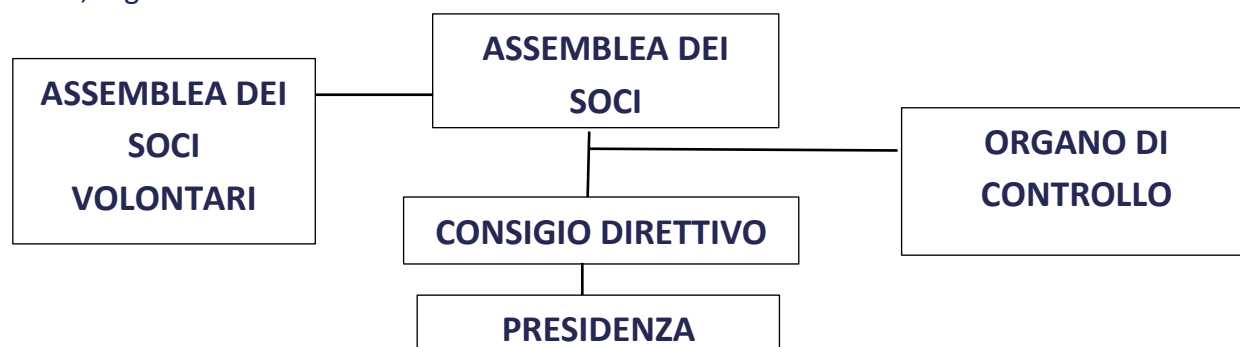 ASSEMBLEA DEI
SOCI
VOLONTARI
ASSEMBLEA DEI
SOCI
ORGANO DI
CONTROLLO
CONSIGIO DIRETTIVO
PRESIDENZA